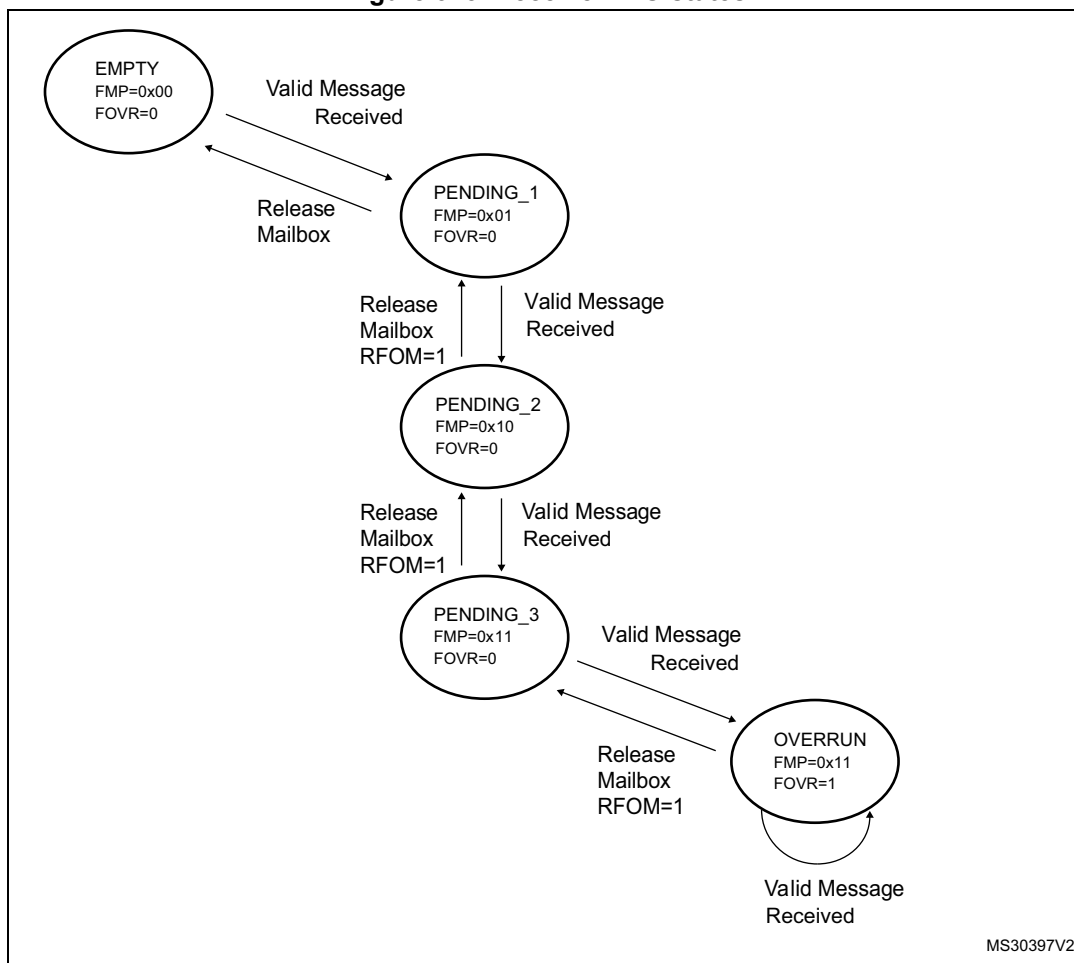 EMPTY
FMP=0x00
FOVR=0
Valid Message
Received
Release
Mailbox
PENDING_1
FMP=0x01
FOVR=0
Release
Mailbox
RFOM=1
Valid Message
Received
PENDING_2
FMP=0x10
FOVR=0
Release
Mailbox
RFOM=1
Valid Message
Received
PENDING_3
FMP=0x11
FOVR=0
Valid Message
Received
Release
Mailbox
RFOM=1
OVERRUN
FMP=0x11
FOVR=1
Valid Message
Received
MS30397V2